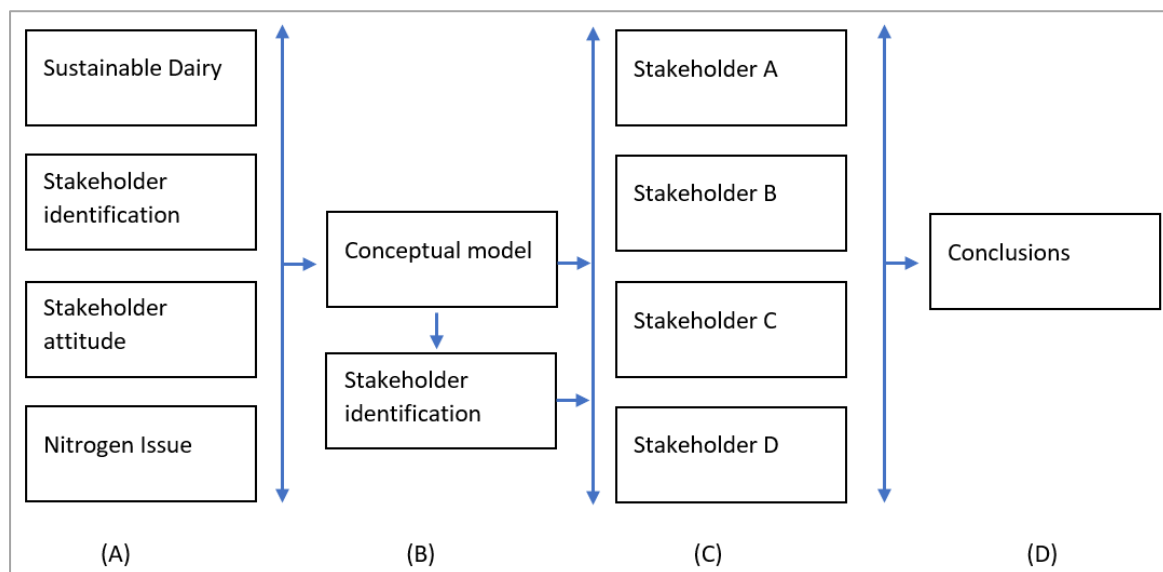 Sustainable Dairy
Stakeholder
identification
Stakeholder
attitude
Nitrogen Issue
(A)
Conceptual model
Stakeholder
identification
(B)
Stakeholder A
Stakeholder B
Stakeholder C
Stakeholder D
(C)
Conclusions
(D)